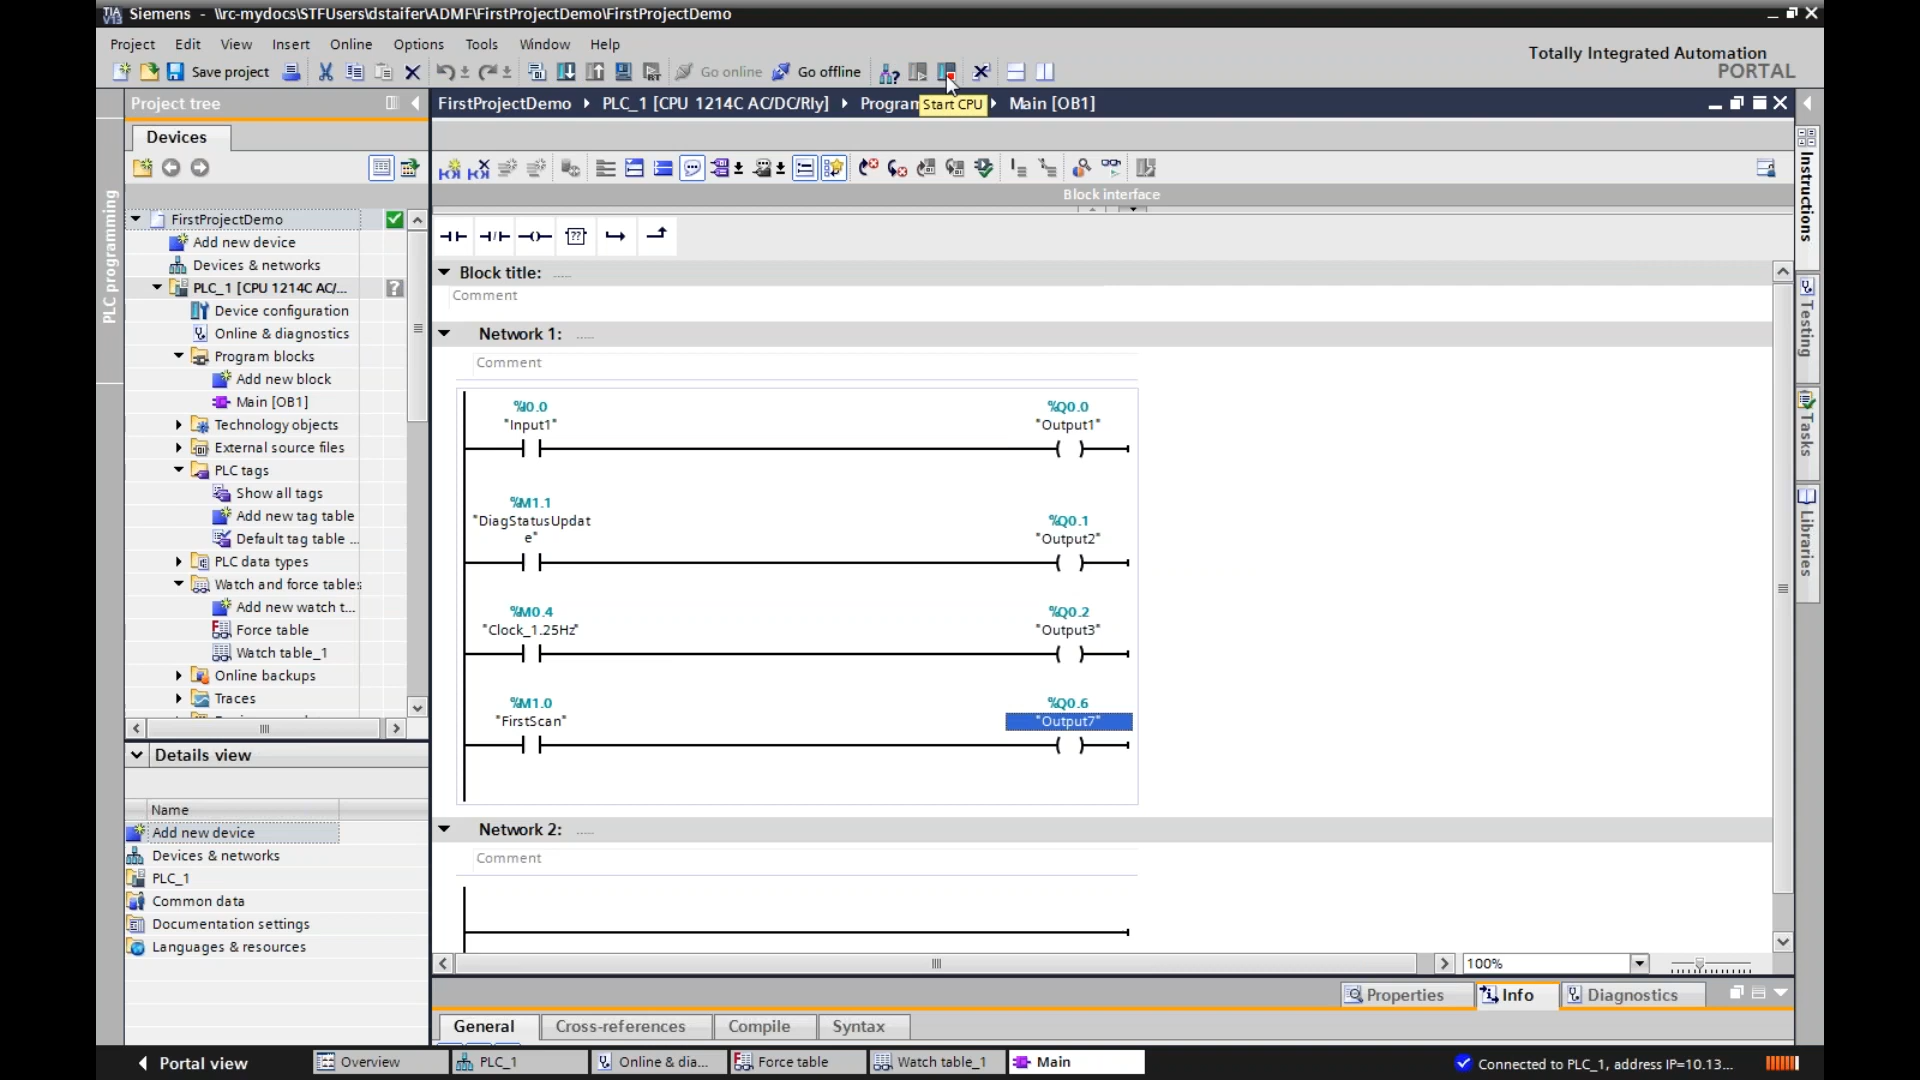 Siemens - \\rc-mydocs\STFUsers\dstaifer\ADMF\FirstProjectDemo\FirstProjectDemo
Project Edit View Insert Online Options Tools Window Help
Totally Integrated Automation
PORTAL
Save project Go online Go offline
Project tree
FirstProjectDemo PLC_1 [CPU 1214C AC/DC/Rly] Program Main [OB1]
Start CPU
Devices
Block interface
PLC programming
FirstProjectDemo
Add new device
Devices & networks
PLC_1 [CPU 1214C AC/...
Device configuration
Online & diagnostics
Program blocks
Add new block
Main [OB1]
Technology objects
External source files
PLC tags
Show all tags
Add new tag table
Default tag table ...
PLC data types
Watch and force tables
Add new watch t...
Force table
Watch table_1
Online backups
Traces
Details view
Name
Add new device
Devices & networks
PLC_1
Common data
Documentation settings
Languages & resources
Block title: .....
Comment
Network 1: .....
Comment
%I0.0 %Q0.0
"Input1" "Output1"
%M1.1
"DiagStatusUpdat %Q0.1
e" "Output2"
%M0.4 %Q0.2
"Clock_1.25Hz" "Output3"
%M1.0 %Q0.6
"FirstScan" "Output7"
Network 2: .....
Comment
100%
Properties Info Diagnostics
General Cross-references Compile Syntax
Instructions
Testing
Tasks
Libraries
Portal view Overview PLC_1 Online & dia... Force table Watch table_1 Main
Connected to PLC_1, address IP=10.13...